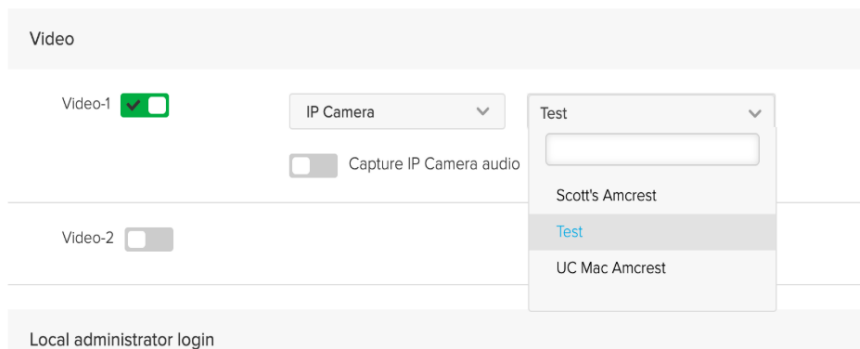 Video
Video-1
IP Camera
Test
Capture IP Camera audio
Scott's Amcrest
Test
UC Mac Amcrest
Video-2
Local administrator login